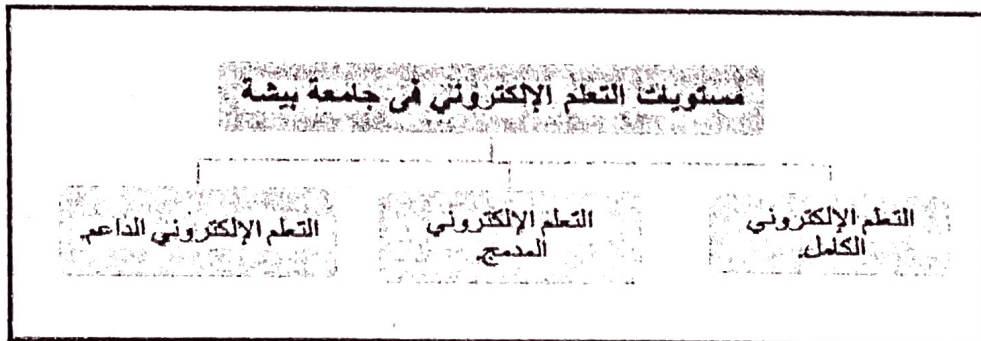 مستويات التعلم الإلكتروني في جامعة بيشة
التعلم الإلكتروني
الكامل.
التعلم الإلكتروني
المدمج.
التعلم الإلكتروني الداعم.